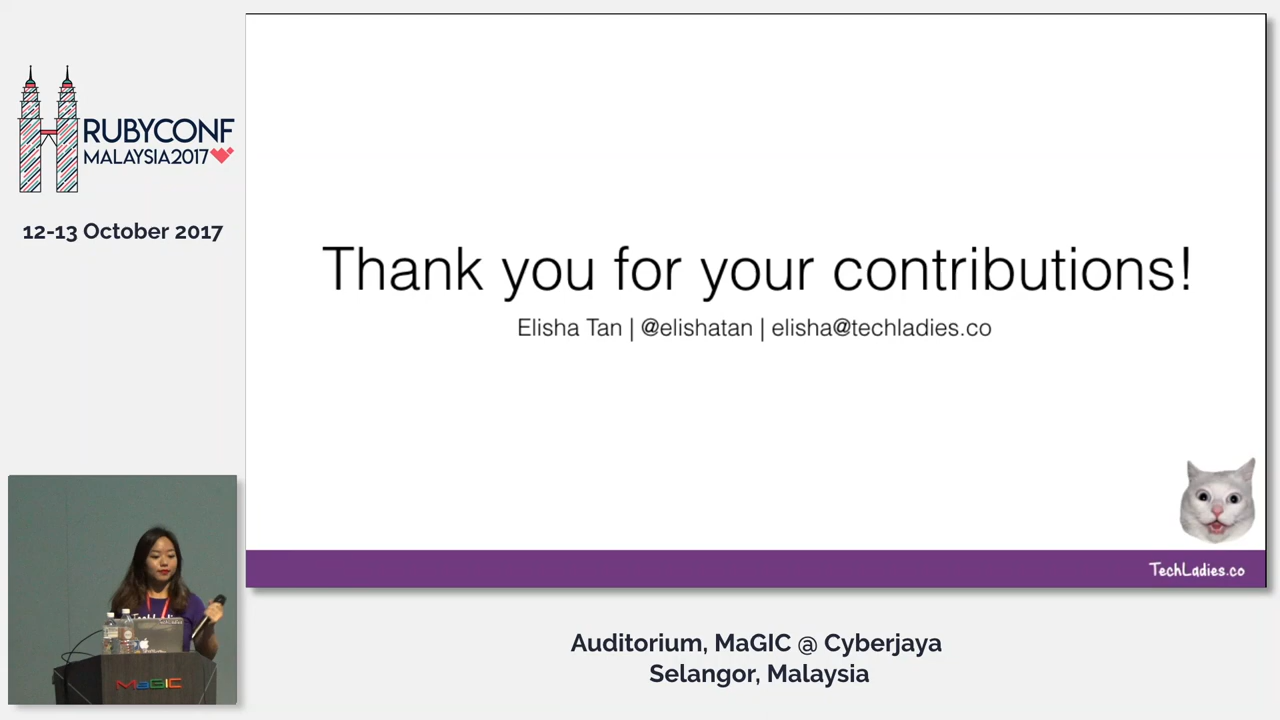 RUBYCONF
MALAYSIA2017
12-13 October 2017
Thank you for your contributions!
Elisha Tan | @elishatan | elisha@techladies.co
TechLadies.co
MaGIC
Auditorium, MaGIC @ Cyberjaya
Selangor, Malaysia